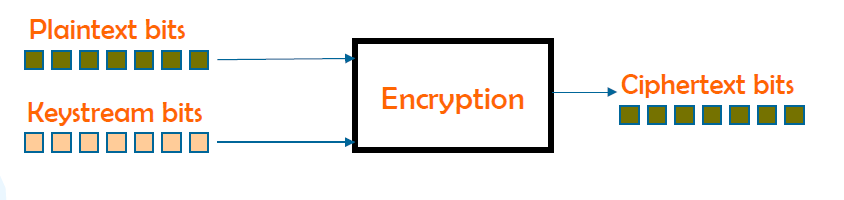 Plaintext bits
Keystream bits
Encryption
Ciphertext bits